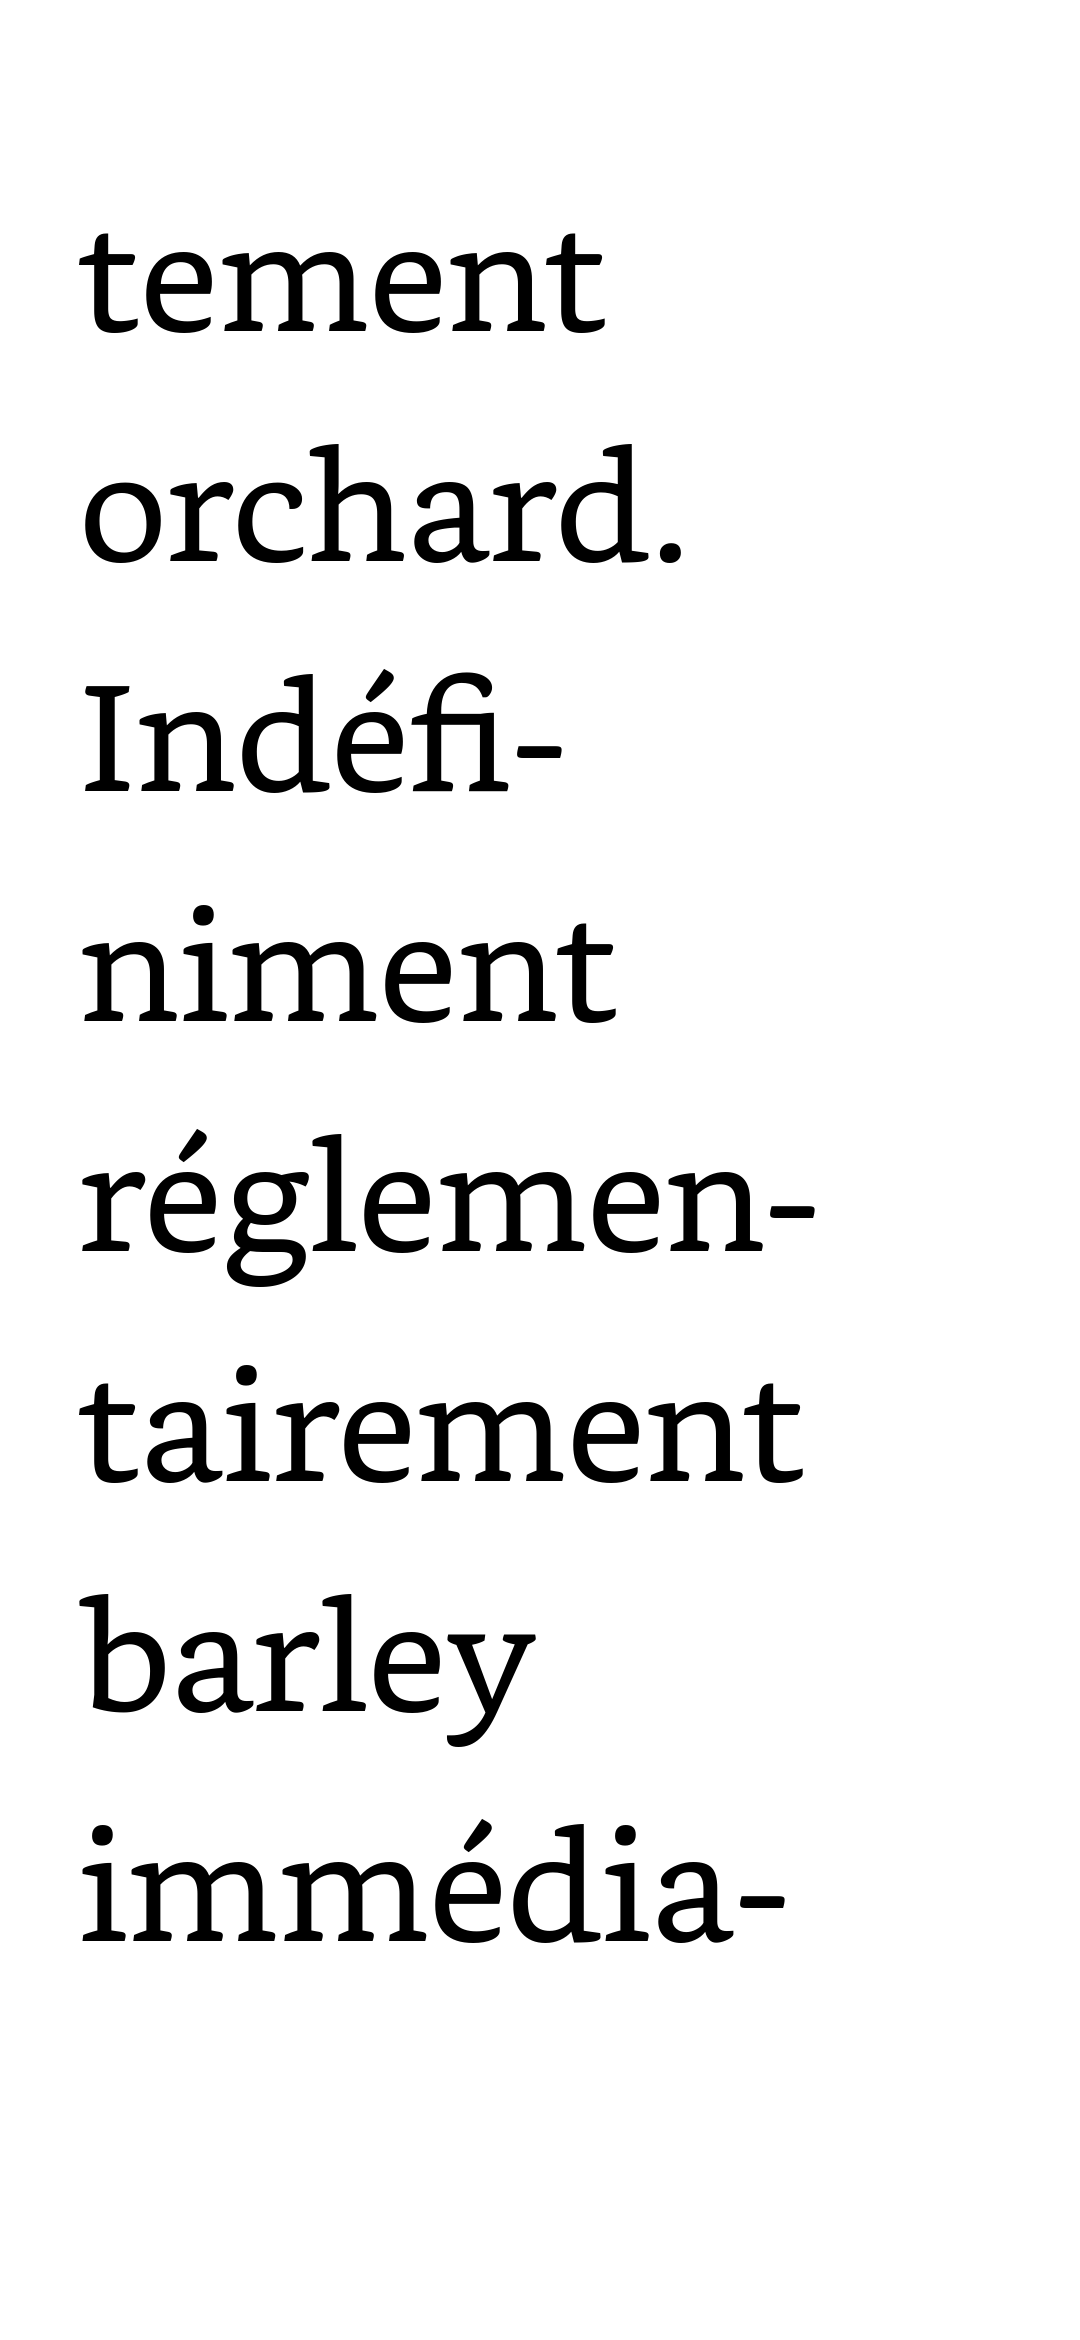 tement
orchard.
Indéfi-
niment
réglemen-
tairement
barley
immédia-